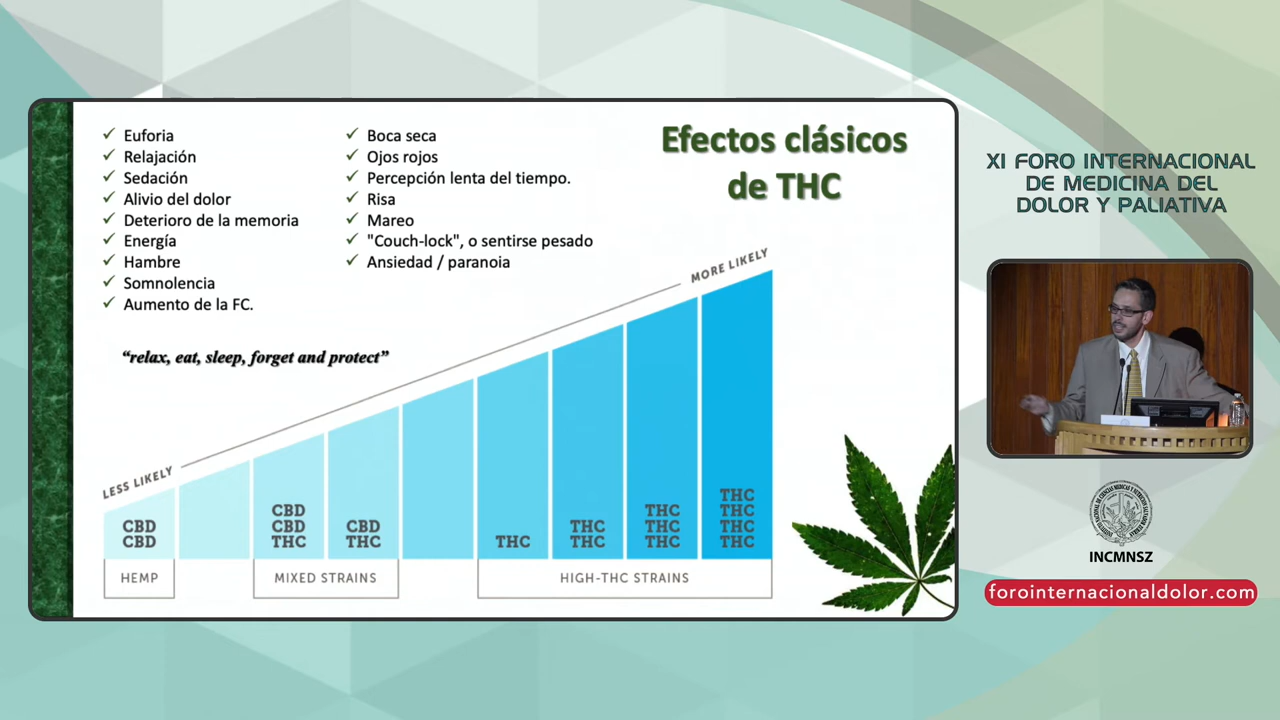 Efectos clásicos
de THC
Euforia
Relajación
Sedación
Alivio del dolor
Deterioro de la memoria
Energía
Hambre
Somnolencia
Aumento de la FC.
Boca seca
Ojos rojos
Percepción lenta del tiempo.
Risa
Mareo
"Couch-lock", o sentirse pesado
Ansiedad / paranoia
“relax, eat, sleep, forget and protect”
LESS LIKELY
MORE LIKELY
CBD
CBD
CBD
CBD
THC
CBD
THC
THC
THC
THC
THC
THC
THC
THC
THC
THC
THC
HEMP
MIXED STRAINS
HIGH-THC STRAINS
XI FORO INTERNACIONAL
DE MEDICINA DEL
DOLOR Y PALIATIVA
INCMNSZ
forointernacionaldolor.com